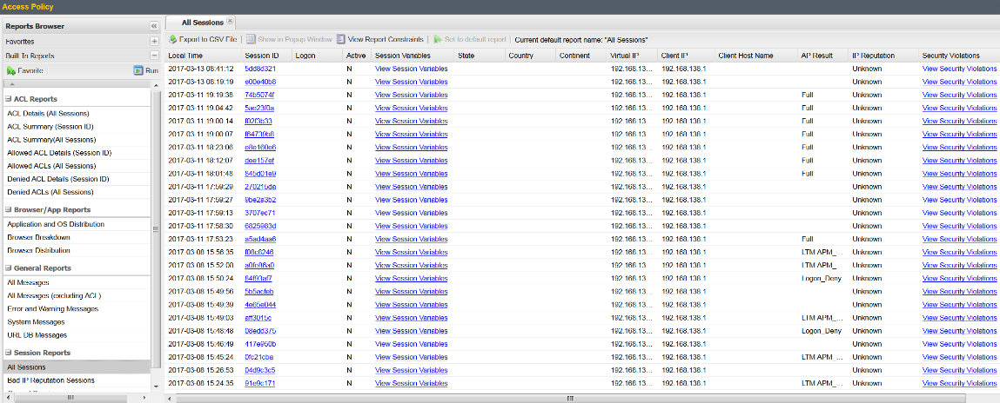 Access Policy
Reports Browser
Favorites
Built In Reports
Favorite Run
ACL Reports
ACL Details (All Sessions)
ACL Summary (Session ID)
ACL Summary(All Sessions)
Allowed ACL Details (Session ID)
Allowed ACLs (All Sessions)
Denied ACL Details (Session ID)
Denied ACLs (All Sessions)
Browser/App Reports
Application and OS Distribution
Browser Breakdown
Browser Distribution
General Reports
All Messages
All Messages (excluding ACL)
Error and Warning Messages
System Messages
URL DB Messages
Session Reports
All Sessions
Bad IP Reputation Sessions
All Sessions
Export to CSV File Show in Popup Window View Report Constraints Set to default report Current default report name: "All Sessions"
Local Time Session ID Logon Active Session Variables State Country Continent Virtual IP Client IP Client Host Name AP Result IP Reputation Security Violations
2017-03-13 08:41:12 5dd8d321 N View Session Variables 192.168.13... 192.168.138.1 Unknown View Security Violations
2017-03-13 08:19:19 e00e40b8 N View Session Variables 192.168.13... 192.168.138.1 Unknown View Security Violations
2017-03-11 19:19:38 74b5074f N View Session Variables 192.168.13... 192.168.138.1 Full Unknown View Security Violations
2017-03-11 19:04:42 5ae23f0a N View Session Variables 192.168.13... 192.168.138.1 Full Unknown View Security Violations
2017-03-11 19:00:14 f02f3b33 N View Session Variables 192.168.13... 192.168.138.1 Full Unknown View Security Violations
2017-03-11 19:00:07 f64739b8 N View Session Variables 192.168.13... 192.168.138.1 Full Unknown View Security Violations
2017-03-11 18:23:06 e8e160e6 N View Session Variables 192.168.13... 192.168.138.1 Full Unknown View Security Violations
2017-03-11 18:12:07 dee157ef N View Session Variables 192.168.13... 192.168.138.1 Full Unknown View Security Violations
2017-03-11 18:01:48 845d01e9 N View Session Variables 192.168.13... 192.168.138.1 Full Unknown View Security Violations
2017-03-11 17:59:29 270215da N View Session Variables 192.168.13... 192.168.138.1 Unknown View Security Violations
2017-03-11 17:59:27 9be2a3b2 N View Session Variables 192.168.13... 192.168.138.1 Unknown View Security Violations
2017-03-11 17:59:13 3707ec71 N View Session Variables 192.168.13... 192.168.138.1 Unknown View Security Violations
2017-03-11 17:58:30 6825983d N View Session Variables 192.168.13... 192.168.138.1 Unknown View Security Violations
2017-03-11 17:53:23 a5ad4aa6 N View Session Variables 192.168.13... 192.168.138.1 Full Unknown View Security Violations
2017-03-08 15:56:35 f08c8246 N View Session Variables 192.168.13... 192.168.138.1 LTM APM_... Unknown View Security Violations
2017-03-08 15:52:08 a0fe86a0 N View Session Variables 192.168.13... 192.168.138.1 LTM APM_... Unknown View Security Violations
2017-03-08 15:50:24 84f93af7 N View Session Variables 192.168.13... 192.168.138.1 Logon_Deny Unknown View Security Violations
2017-03-08 15:49:56 5b5acfeb N View Session Variables 192.168.13... 192.168.138.1 Unknown View Security Violations
2017-03-08 15:49:39 4e65e044 N View Session Variables 192.168.13... 192.168.138.1 Unknown View Security Violations
2017-03-08 15:49:03 aff3015c N View Session Variables 192.168.13... 192.168.138.1 LTM APM_... Unknown View Security Violations
2017-03-08 15:48:48 08edd375 N View Session Variables 192.168.13... 192.168.138.1 Logon_Deny Unknown View Security Violations
2017-03-08 15:46:49 417e950b N View Session Variables 192.168.13... 192.168.138.1 Unknown View Security Violations
2017-03-08 15:45:24 0fc21cba N View Session Variables 192.168.13... 192.168.138.1 LTM APM_... Unknown View Security Violations
2017-03-08 15:26:53 04d9c3c5 N View Session Variables 192.168.13... 192.168.138.1 Unknown View Security Violations
2017-03-08 15:24:35 91e9c171 N View Session Variables 192.168.13... 192.168.138.1 LTM APM_... Unknown View Security Violations